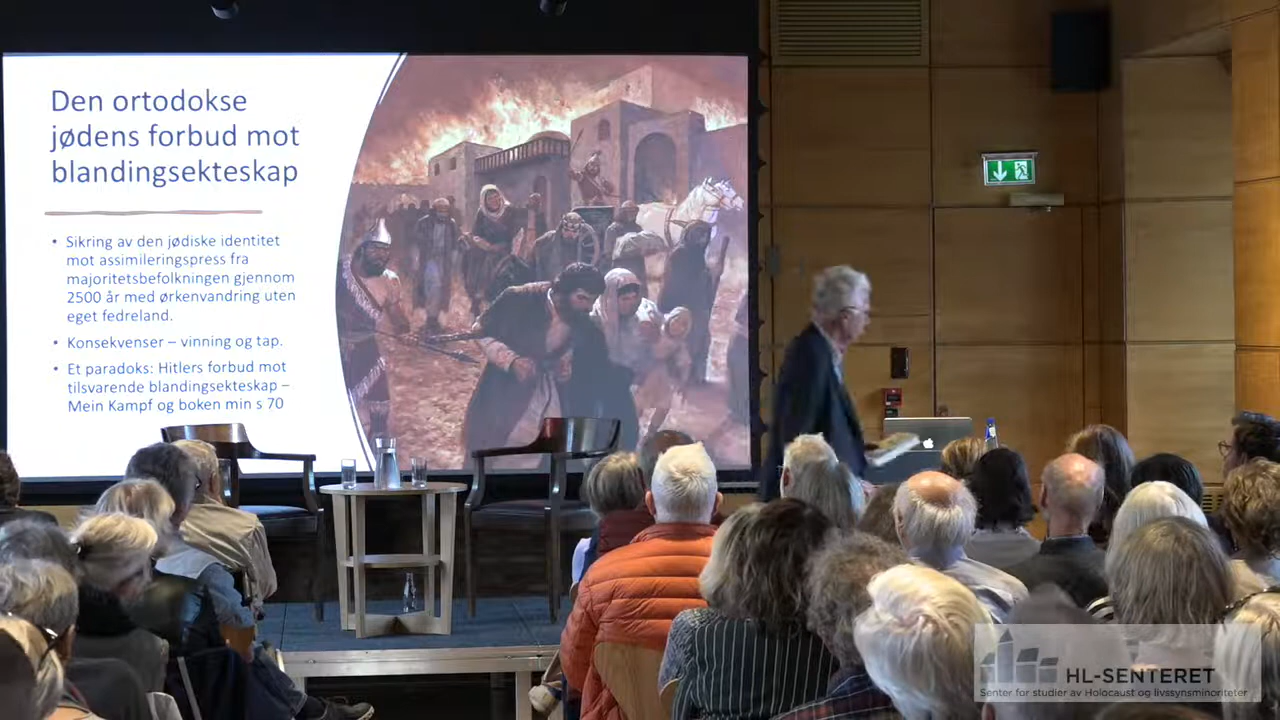 Den ortodokse
jødens forbud mot
blandingsekteskap
• Sikring av den jødiske identitet
mot assimileringspress fra
majoritetsbefolkningen gjennom
2500 år med ørkenvandring uten
eget fedreland.
• Konsekvenser – vinning og tap.
• Et paradoks: Hitlers forbud mot
tilsvarende blandingsekteskap –
Mein Kampf og boken min s 70
HL-SENTERET
Senter for studier av Holocaust og livssynsminoriteter